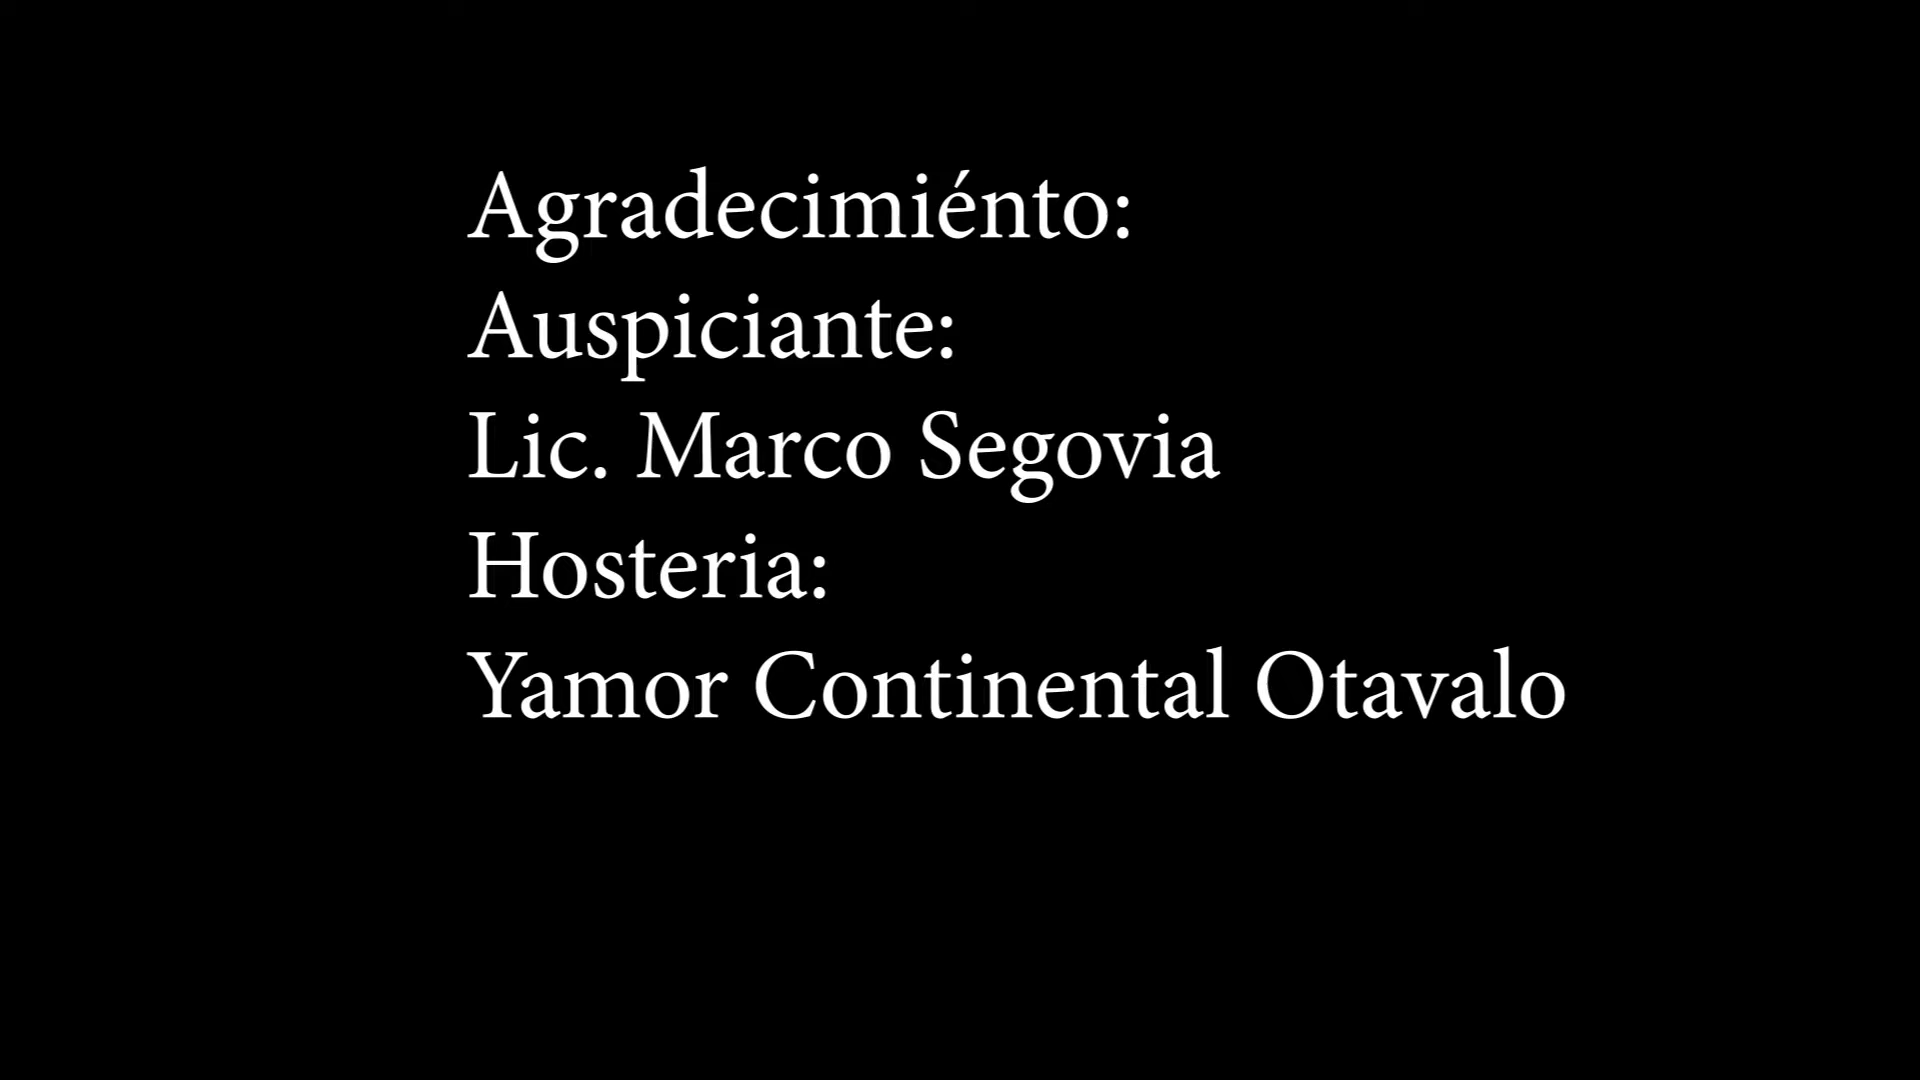 Agradecimiénto:
Auspiciante:
Lic. Marco Segovia
Hosteria:
Yamor Continental Otavalo